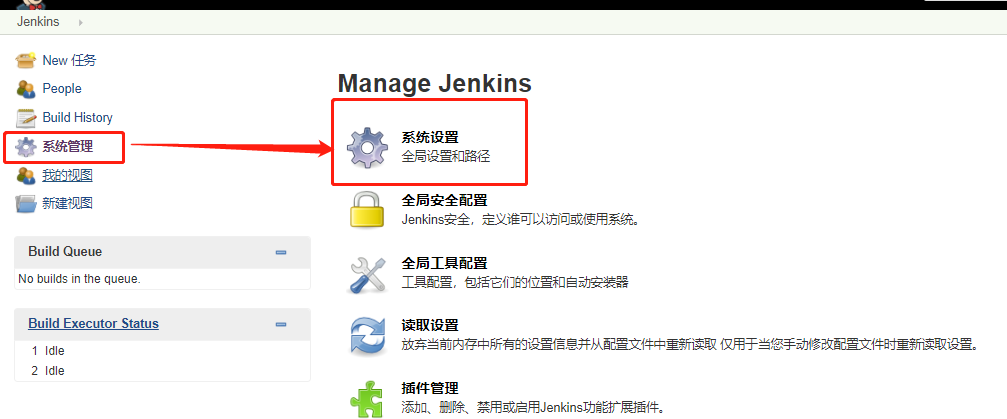 Jenkins
New 任务
People
Build History
系统管理
我的视图
新建视图
Build Queue
No builds in the queue.
Build Executor Status
1 Idle
2 Idle
Manage Jenkins
系统设置
全局设置和路径
全局安全配置
Jenkins安全，定义谁可以访问或使用系统。
全局工具配置
工具配置，包括它们的位置和自动安装器
读取设置
放弃当前内存中所有的设置信息并从配置文件中重新读取 仅用于当您手动修改配置文件时重新读取设置。
插件管理
添加、删除、禁用或启用Jenkins功能扩展插件。